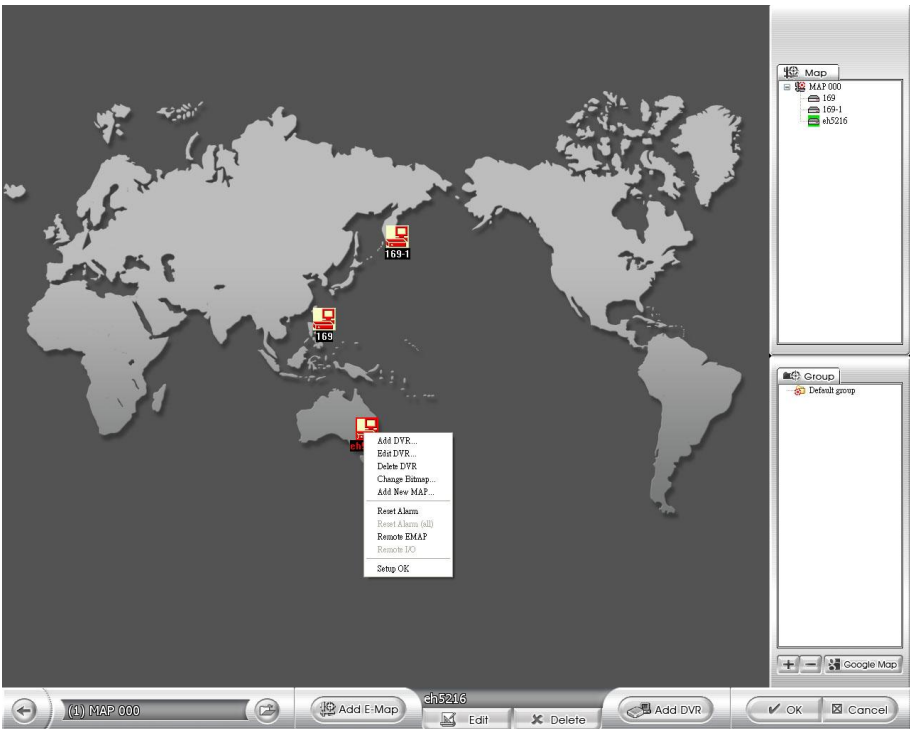 Map
MAP 000
169
169-1
eh5216
169-1
169
Add DVR...
Edit DVR...
Delete DVR
Change Bitmap...
Add New MAP...
Reset Alarm
Reset Alarm (all)
Remote EMAP
Remote I/O
Setup OK
Group
Default group
Google Map
(1) MAP 000
Add E-Map
eh5216
Edit
Delete
Add DVR
OK
Cancel